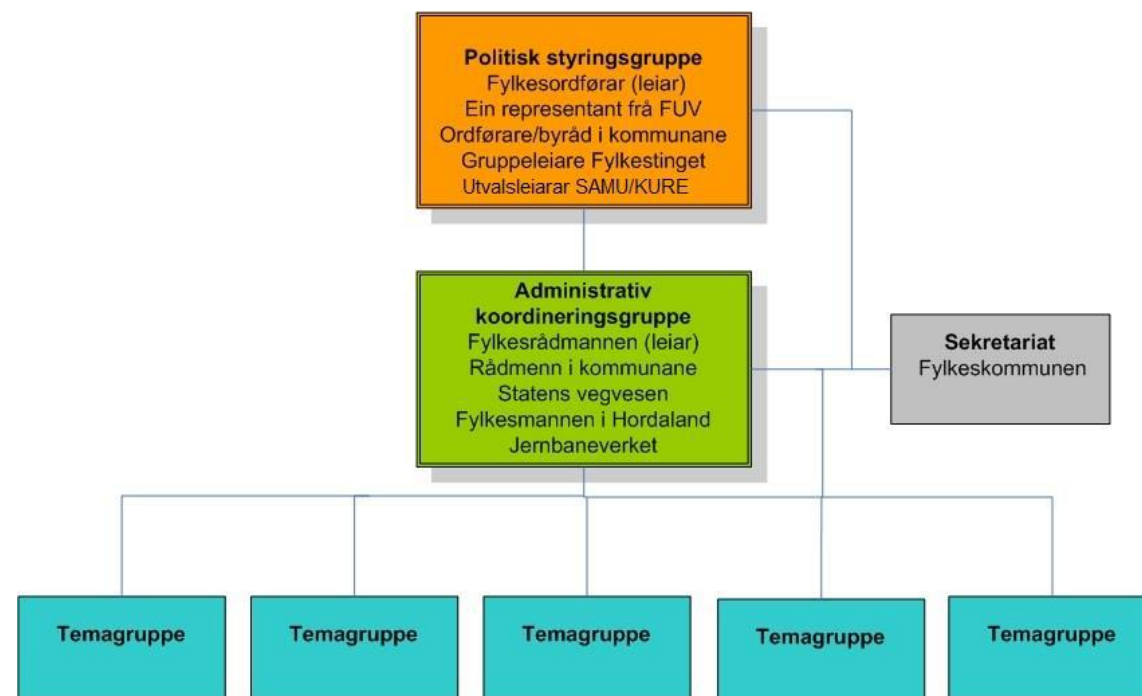 Politisk styringsgruppe
Fylkesordførar (leiar)
Ein representant frå FUV
Ordførare/byråd i kommunane
Gruppeleiare Fylkestinget
Utvalsleiarar SAMU/KURE
Administrativ
koordineringsgruppe
Fylkesrådmannen (leiar)
Rådmenn i kommunane
Statens vegvesen
Fylkesmannen i Hordaland
Jernbaneverket
Sekretariat
Fylkeskommunen
Temagruppe
Temagruppe
Temagruppe
Temagruppe
Temagruppe